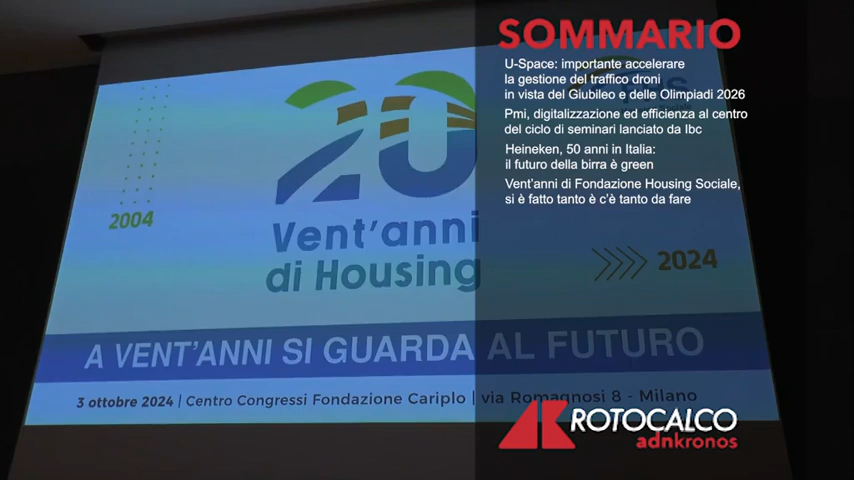 SOMMARIO
U-Space: importante accelerare
la gestione del traffico droni
in vista del Giubileo e delle Olimpiadi 2026
Pmi, digitalizzazione ed efficienza al centro
del ciclo di seminari lanciato da Ibc
Heineken, 50 anni in Italia:
il futuro della birra è green
Vent'anni di Fondazione Housing Sociale,
si è fatto tanto è c'è tanto da fare
20
2004
Vent'anni
di Housing
2024
A VENT'ANNI SI GUARDA AL FUTURO
3 ottobre 2024 | Centro Congressi Fondazione Cariplo | via Romagnosi 8 - Milano
ROTOCALCO
adnkronos